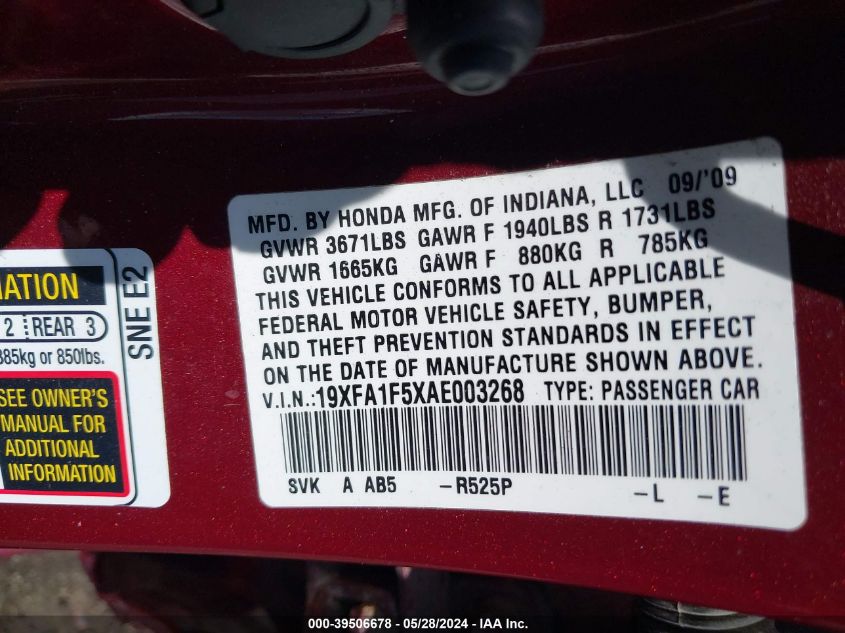 MFD. BY HONDA MFG. OF INDIANA, LLC 09/'09
GVWR 3671LBS GAWR F 1940LBS R 1731LBS
GVWR 1665KG GAWR F 880KG R 785KG
THIS VEHICLE CONFORMS TO ALL APPLICABLE
FEDERAL MOTOR VEHICLE SAFETY, BUMPER,
AND THEFT PREVENTION STANDARDS IN EFFECT
ON THE DATE OF MANUFACTURE SHOWN ABOVE.
V.I.N.:19XFA1F5XAE003268 TYPE: PASSENGER CAR
SVK A AB5 -R525P -L -E
2 REAR 3
385kg or 850lbs.
SEE OWNER'S
MANUAL FOR
ADDITIONAL
INFORMATION
SNE E2
000-39506678 - 05/28/2024 - IAA Inc.